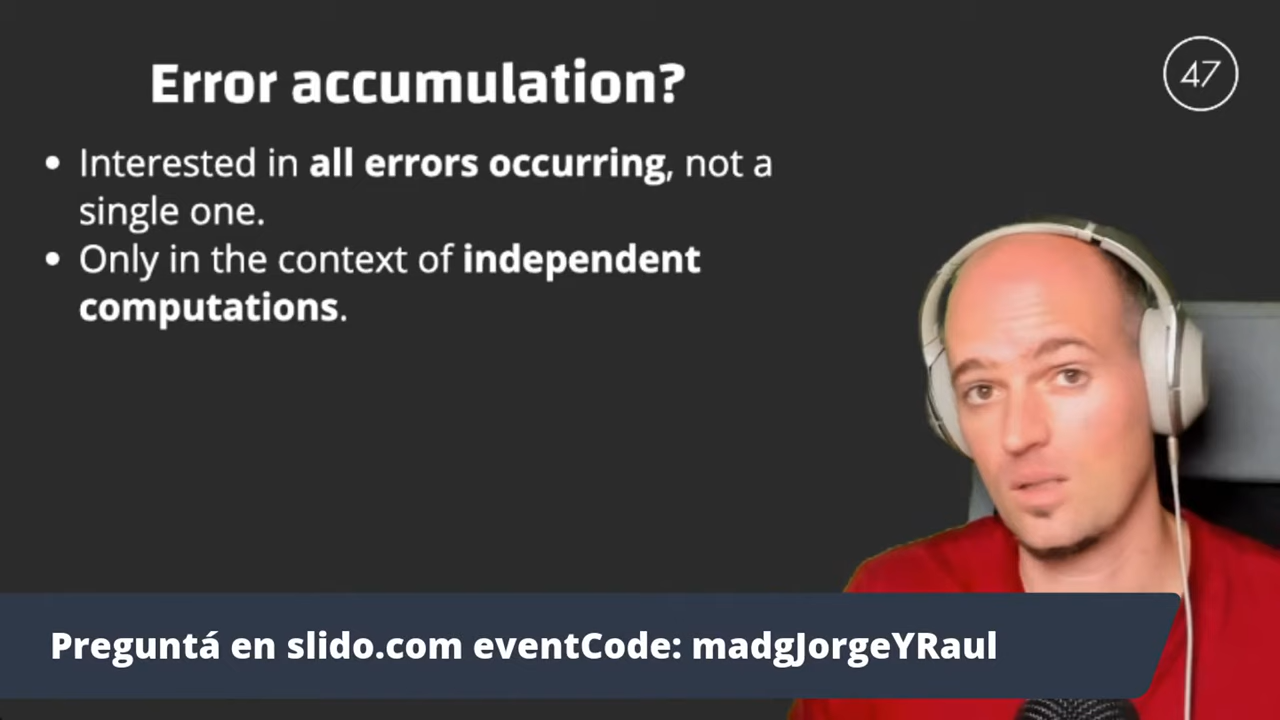 Error accumulation?
47
• Interested in all errors occurring, not a
single one.
• Only in the context of independent
computations.
Preguntá en slido.com eventCode: madgJorgeYRaul